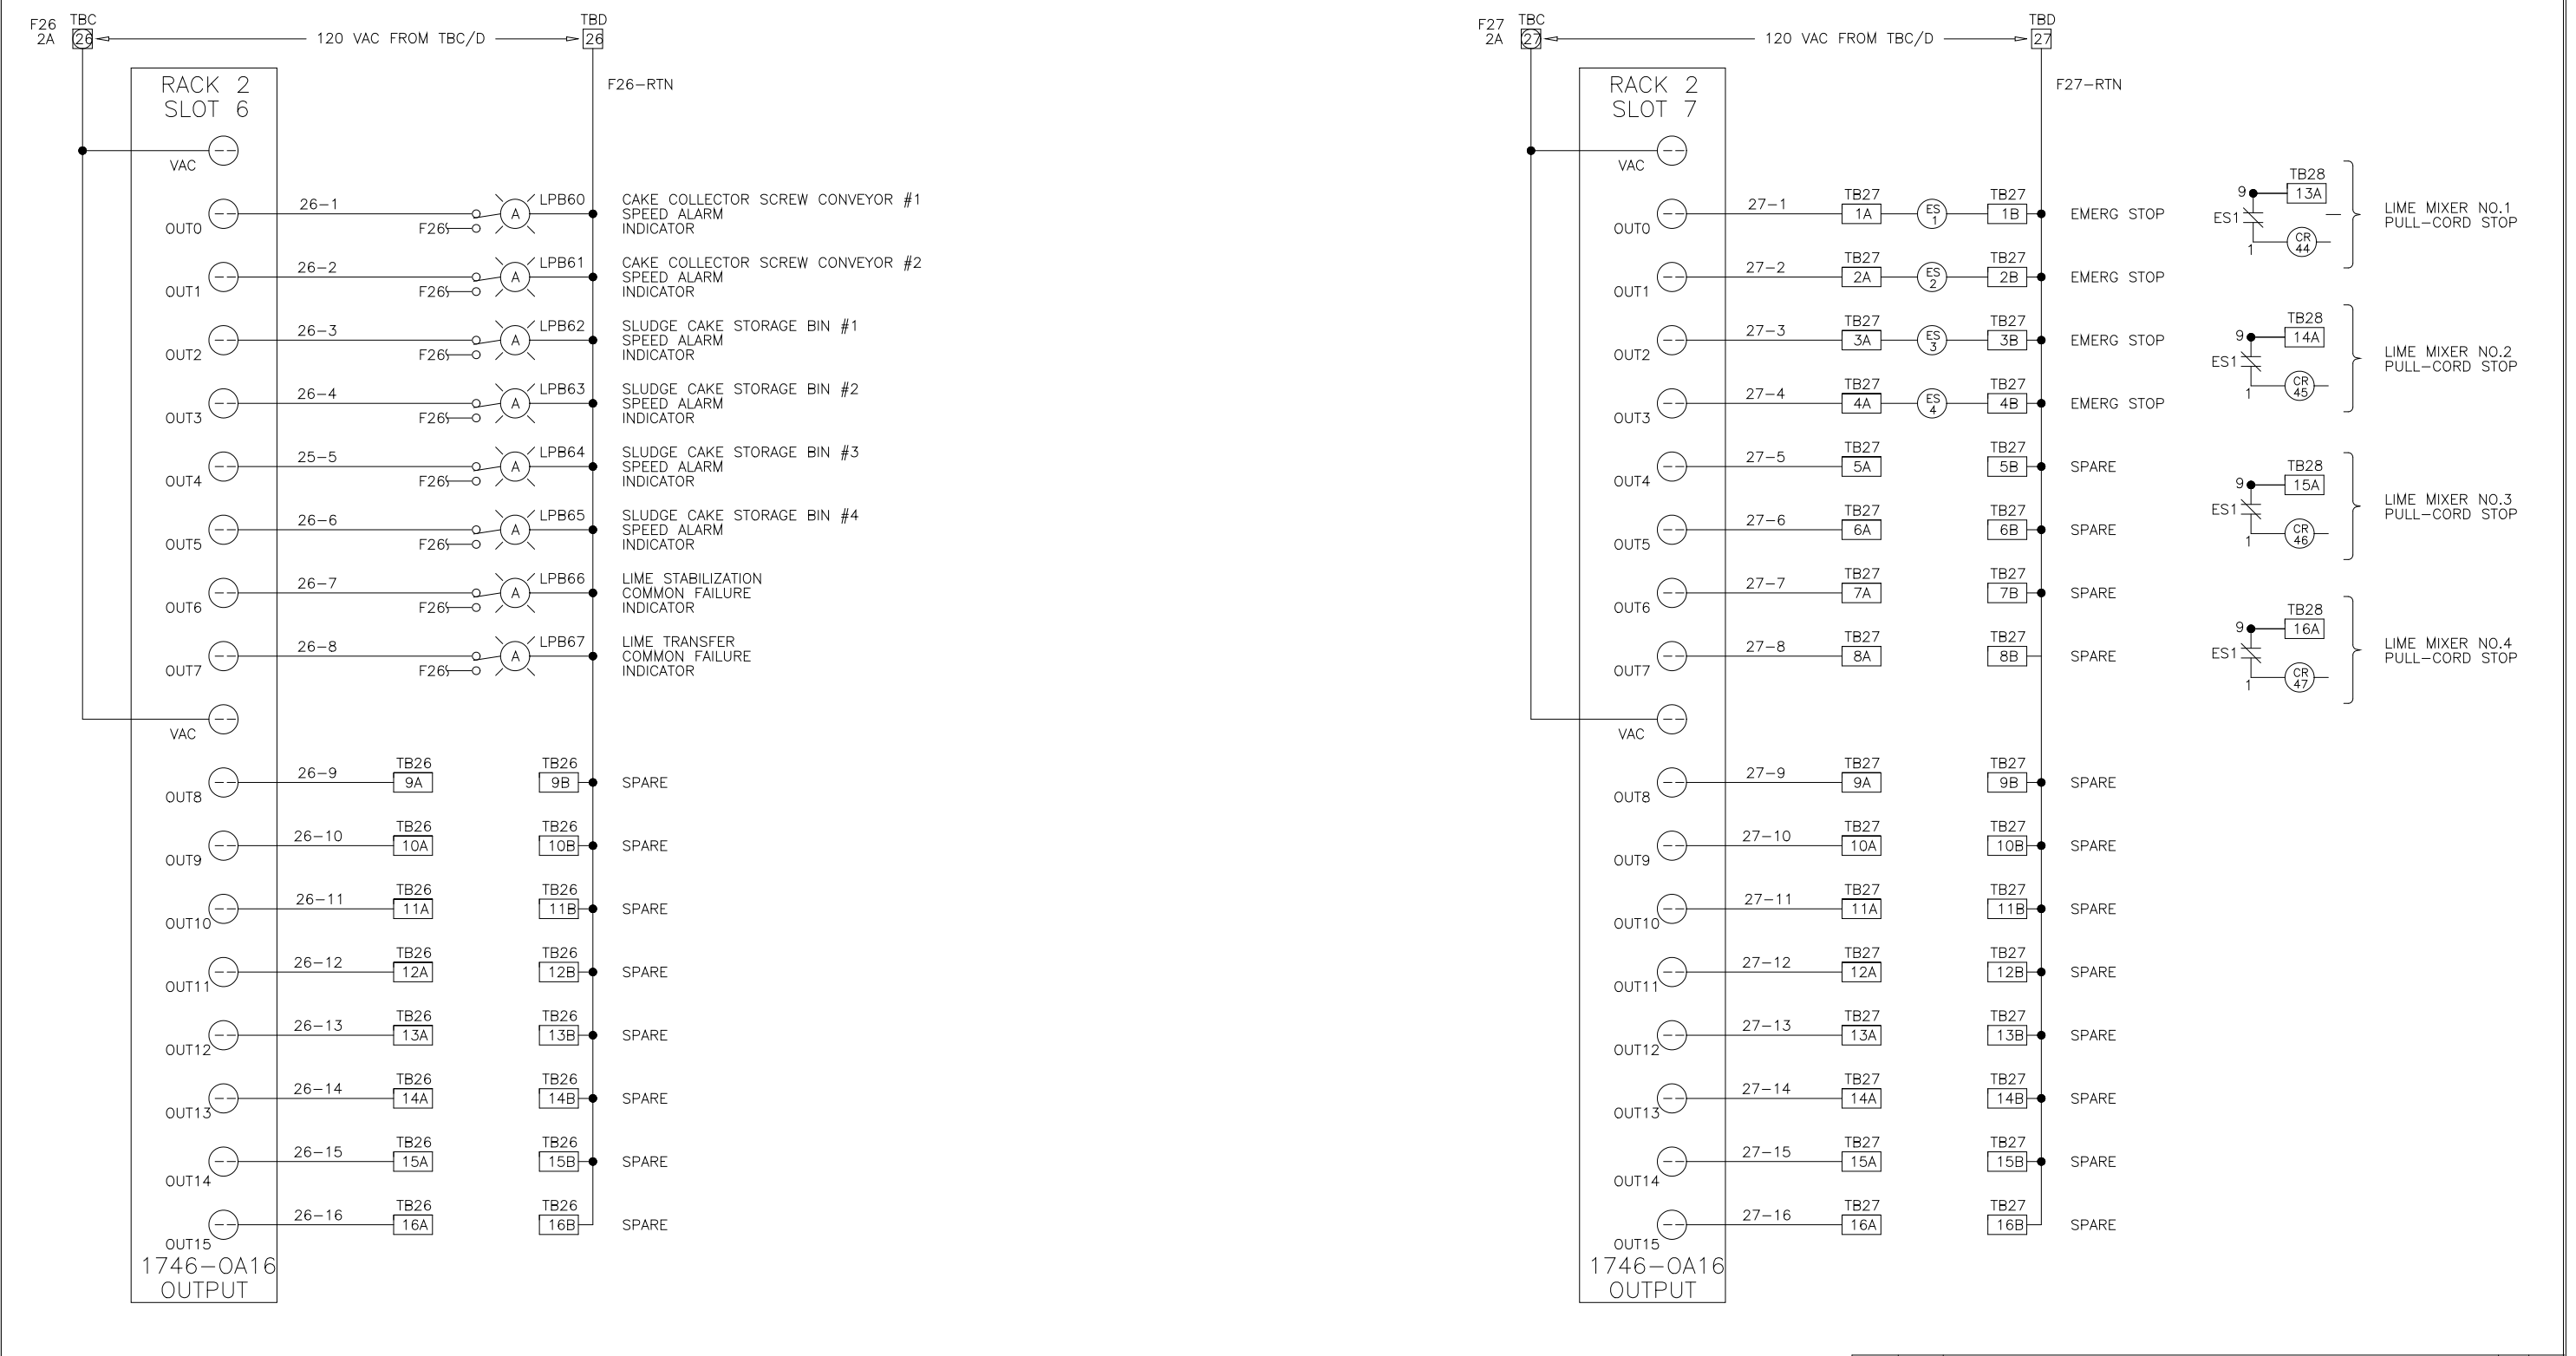 F26 TBC TBD
2A 26 120 VAC FROM TBC/D 26
F26-RTN
RACK 2
SLOT 6
VAC
26-1 LPB60 CAKE COLLECTOR SCREW CONVEYOR #1
A SPEED ALARM
OUT0 F26 INDICATOR
26-2 LPB61 CAKE COLLECTOR SCREW CONVEYOR #2
A SPEED ALARM
OUT1 F26 INDICATOR
26-3 LPB62 SLUDGE CAKE STORAGE BIN #1
A SPEED ALARM
OUT2 F26 INDICATOR
26-4 LPB63 SLUDGE CAKE STORAGE BIN #2
A SPEED ALARM
OUT3 F26 INDICATOR
25-5 LPB64 SLUDGE CAKE STORAGE BIN #3
A SPEED ALARM
OUT4 F26 INDICATOR
26-6 LPB65 SLUDGE CAKE STORAGE BIN #4
A SPEED ALARM
OUT5 F26 INDICATOR
26-7 LPB66 LIME STABILIZATION
A COMMON FAILURE
OUT6 F26 INDICATOR
26-8 LPB67 LIME TRANSFER
A COMMON FAILURE
OUT7 F26 INDICATOR
VAC
TB26 TB26
26-9 9A 9B SPARE
OUT8
TB26 TB26
26-10 10A 10B SPARE
OUT9
TB26 TB26
26-11 11A 11B SPARE
OUT10
TB26 TB26
26-12 12A 12B SPARE
OUT11
TB26 TB26
26-13 13A 13B SPARE
OUT12
TB26 TB26
26-14 14A 14B SPARE
OUT13
TB26 TB26
26-15 15A 15B SPARE
OUT14
TB26 TB26
26-16 16A 16B SPARE
OUT15
1746-OA16
OUTPUT
F27 TBC TBD
2A 27 120 VAC FROM TBC/D 27
F27-RTN
RACK 2
SLOT 7
VAC
TB27 TB27
27-1 1A ES 1 1B EMERG STOP
OUT0
TB27 TB27
27-2 2A ES 2 2B EMERG STOP
OUT1
TB27 TB27
27-3 3A ES 3 3B EMERG STOP
OUT2
TB27 TB27
27-4 4A ES 4 4B EMERG STOP
OUT3
TB27 TB27
27-5 5A 5B SPARE
OUT4
TB27 TB27
27-6 6A 6B SPARE
OUT5
TB27 TB27
27-7 7A 7B SPARE
OUT6
TB27 TB27
27-8 8A 8B SPARE
OUT7
VAC
TB27 TB27
27-9 9A 9B SPARE
OUT8
TB27 TB27
27-10 10A 10B SPARE
OUT9
TB27 TB27
27-11 11A 11B SPARE
OUT10
TB27 TB27
27-12 12A 12B SPARE
OUT11
TB27 TB27
27-13 13A 13B SPARE
OUT12
TB27 TB27
27-14 14A 14B SPARE
OUT13
TB27 TB27
27-15 15A 15B SPARE
OUT14
TB27 TB27
27-16 16A 16B SPARE
OUT15
1746-OA16
OUTPUT
TB28
9 13A
ES1 LIME MIXER NO.1
PULL-CORD STOP
1 CR 44
TB28
9 14A
ES1 LIME MIXER NO.2
PULL-CORD STOP
1 CR 45
TB28
9 15A
ES1 LIME MIXER NO.3
PULL-CORD STOP
1 CR 46
TB28
9 16A
ES1 LIME MIXER NO.4
PULL-CORD STOP
1 CR 47